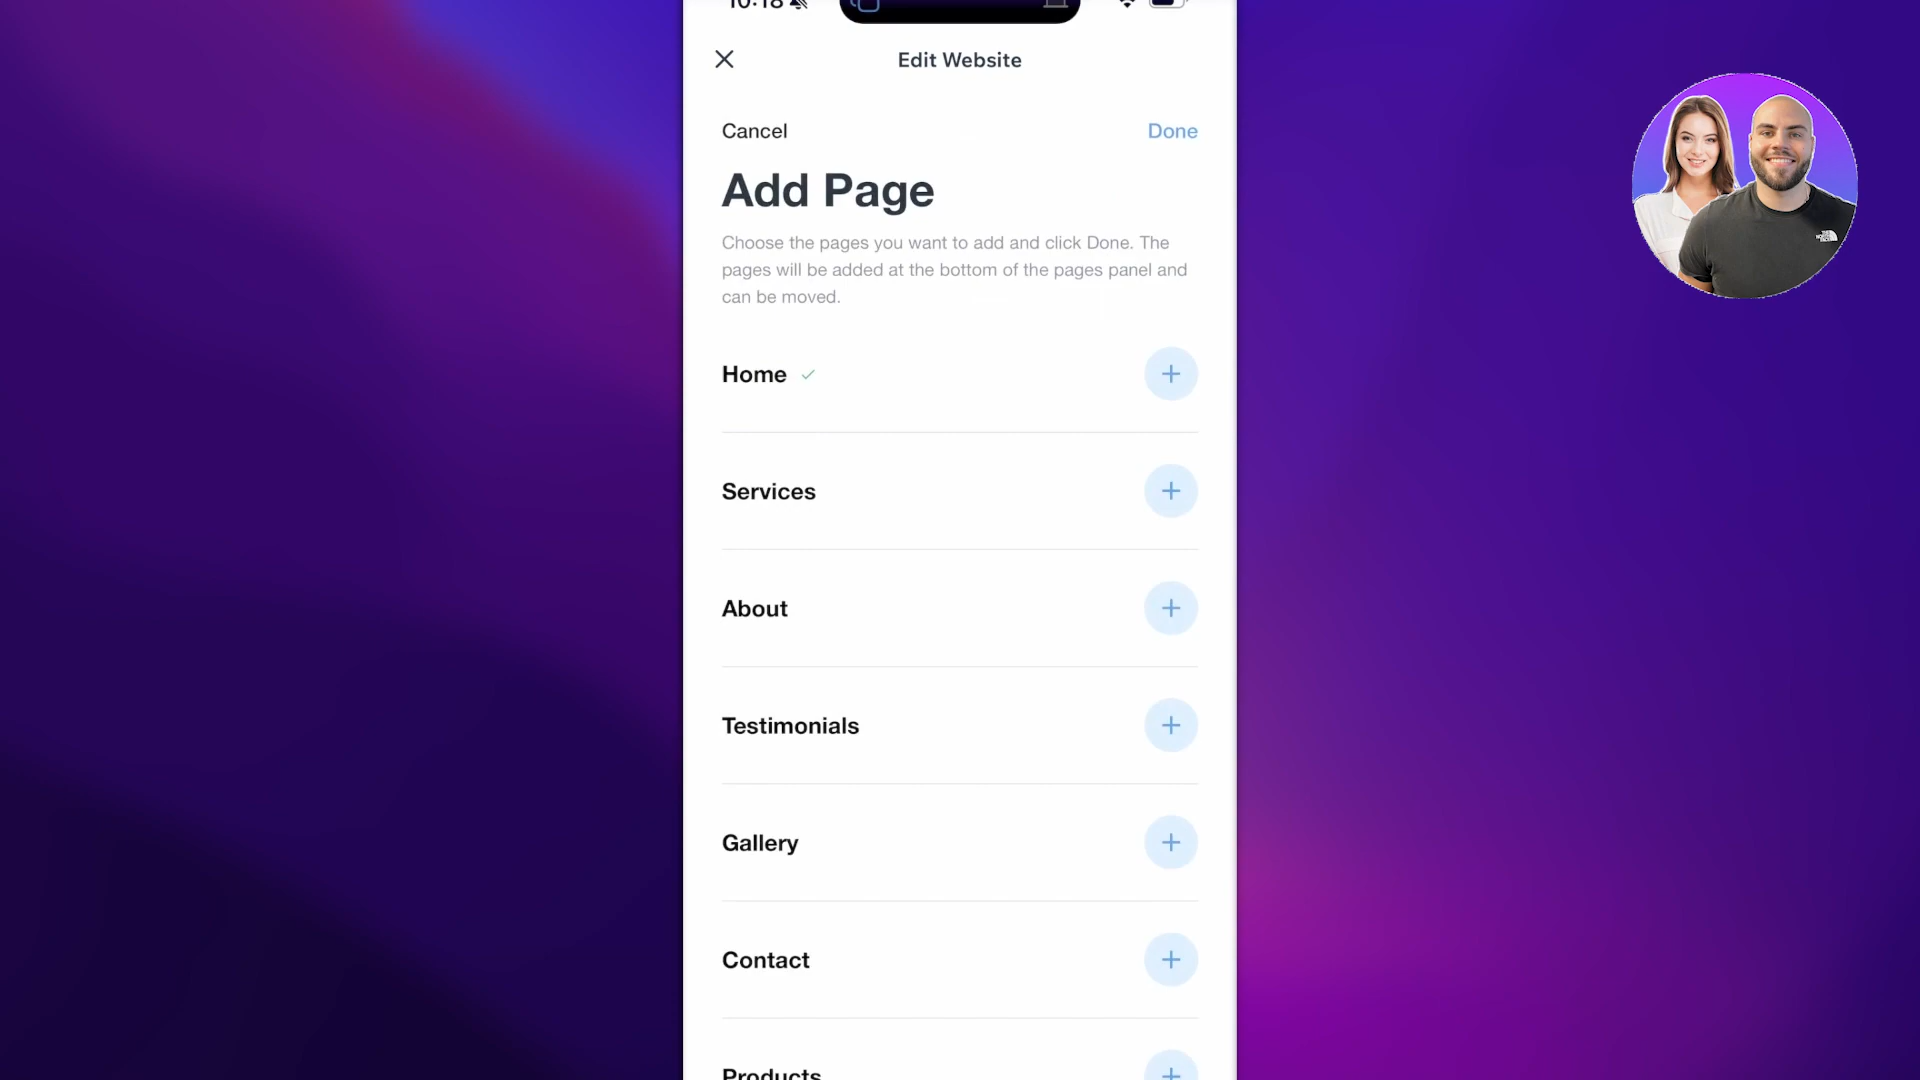 10:18
Edit Website
Cancel
Done
Add Page
Choose the pages you want to add and click Done. The
pages will be added at the bottom of the pages panel and
can be moved.
Home
Services
About
Testimonials
Gallery
Contact
Products